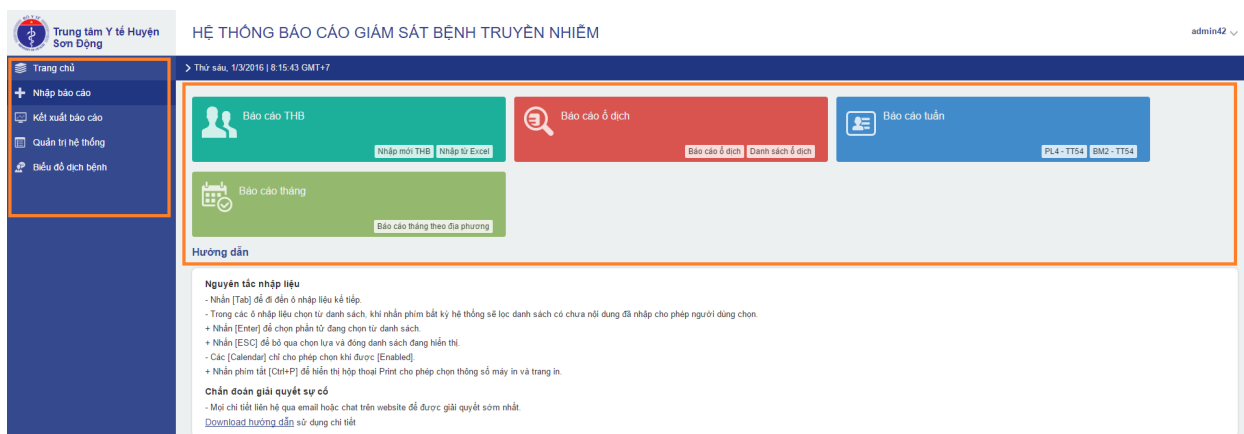 Trung tâm Y tế Huyện
Sơn Động
HỆ THỐNG BÁO CÁO GIÁM SÁT BỆNH TRUYỀN NHIỄM
admin42
Trang chủ
Nhập báo cáo
Kết xuất báo cáo
Quản trị hệ thống
Biểu đồ dịch bệnh
Thứ sáu, 1/3/2016 | 8:15:43 GMT+7
Báo cáo THB
Nhập mới THB Nhập từ Excel
Báo cáo ổ dịch
Báo cáo ổ dịch Danh sách ổ dịch
Báo cáo tuần
PL4 - TT54 BM2 - TT54
Báo cáo tháng
Báo cáo tháng theo địa phương
Hướng dẫn
Nguyên tắc nhập liệu
- Nhấn [Tab] để đi đến ô nhập liệu kế tiếp.
- Trong các ô nhập liệu chọn từ danh sách, khi nhấn phím bất kỳ hệ thống sẽ lọc danh sách có chưa nội dung đã nhập cho phép người dùng chọn.
+ Nhấn [Enter] để chọn phần tử đang chọn từ danh sách.
+ Nhấn [ESC] để bỏ qua chọn lựa và đóng danh sách đang hiển thị.
- Các [Calendar] chỉ cho phép chọn khi được [Enabled].
+ Nhấn phím tắt [Ctrl+P] để hiển thị hộp thoại Print cho phép chọn thông số máy in và trang in.
Chẩn đoán giải quyết sự cố
- Mọi chi tiết liên hệ qua email hoặc chat trên website để được giải quyết sớm nhất.
Download hướng dẫn sử dụng chi tiết